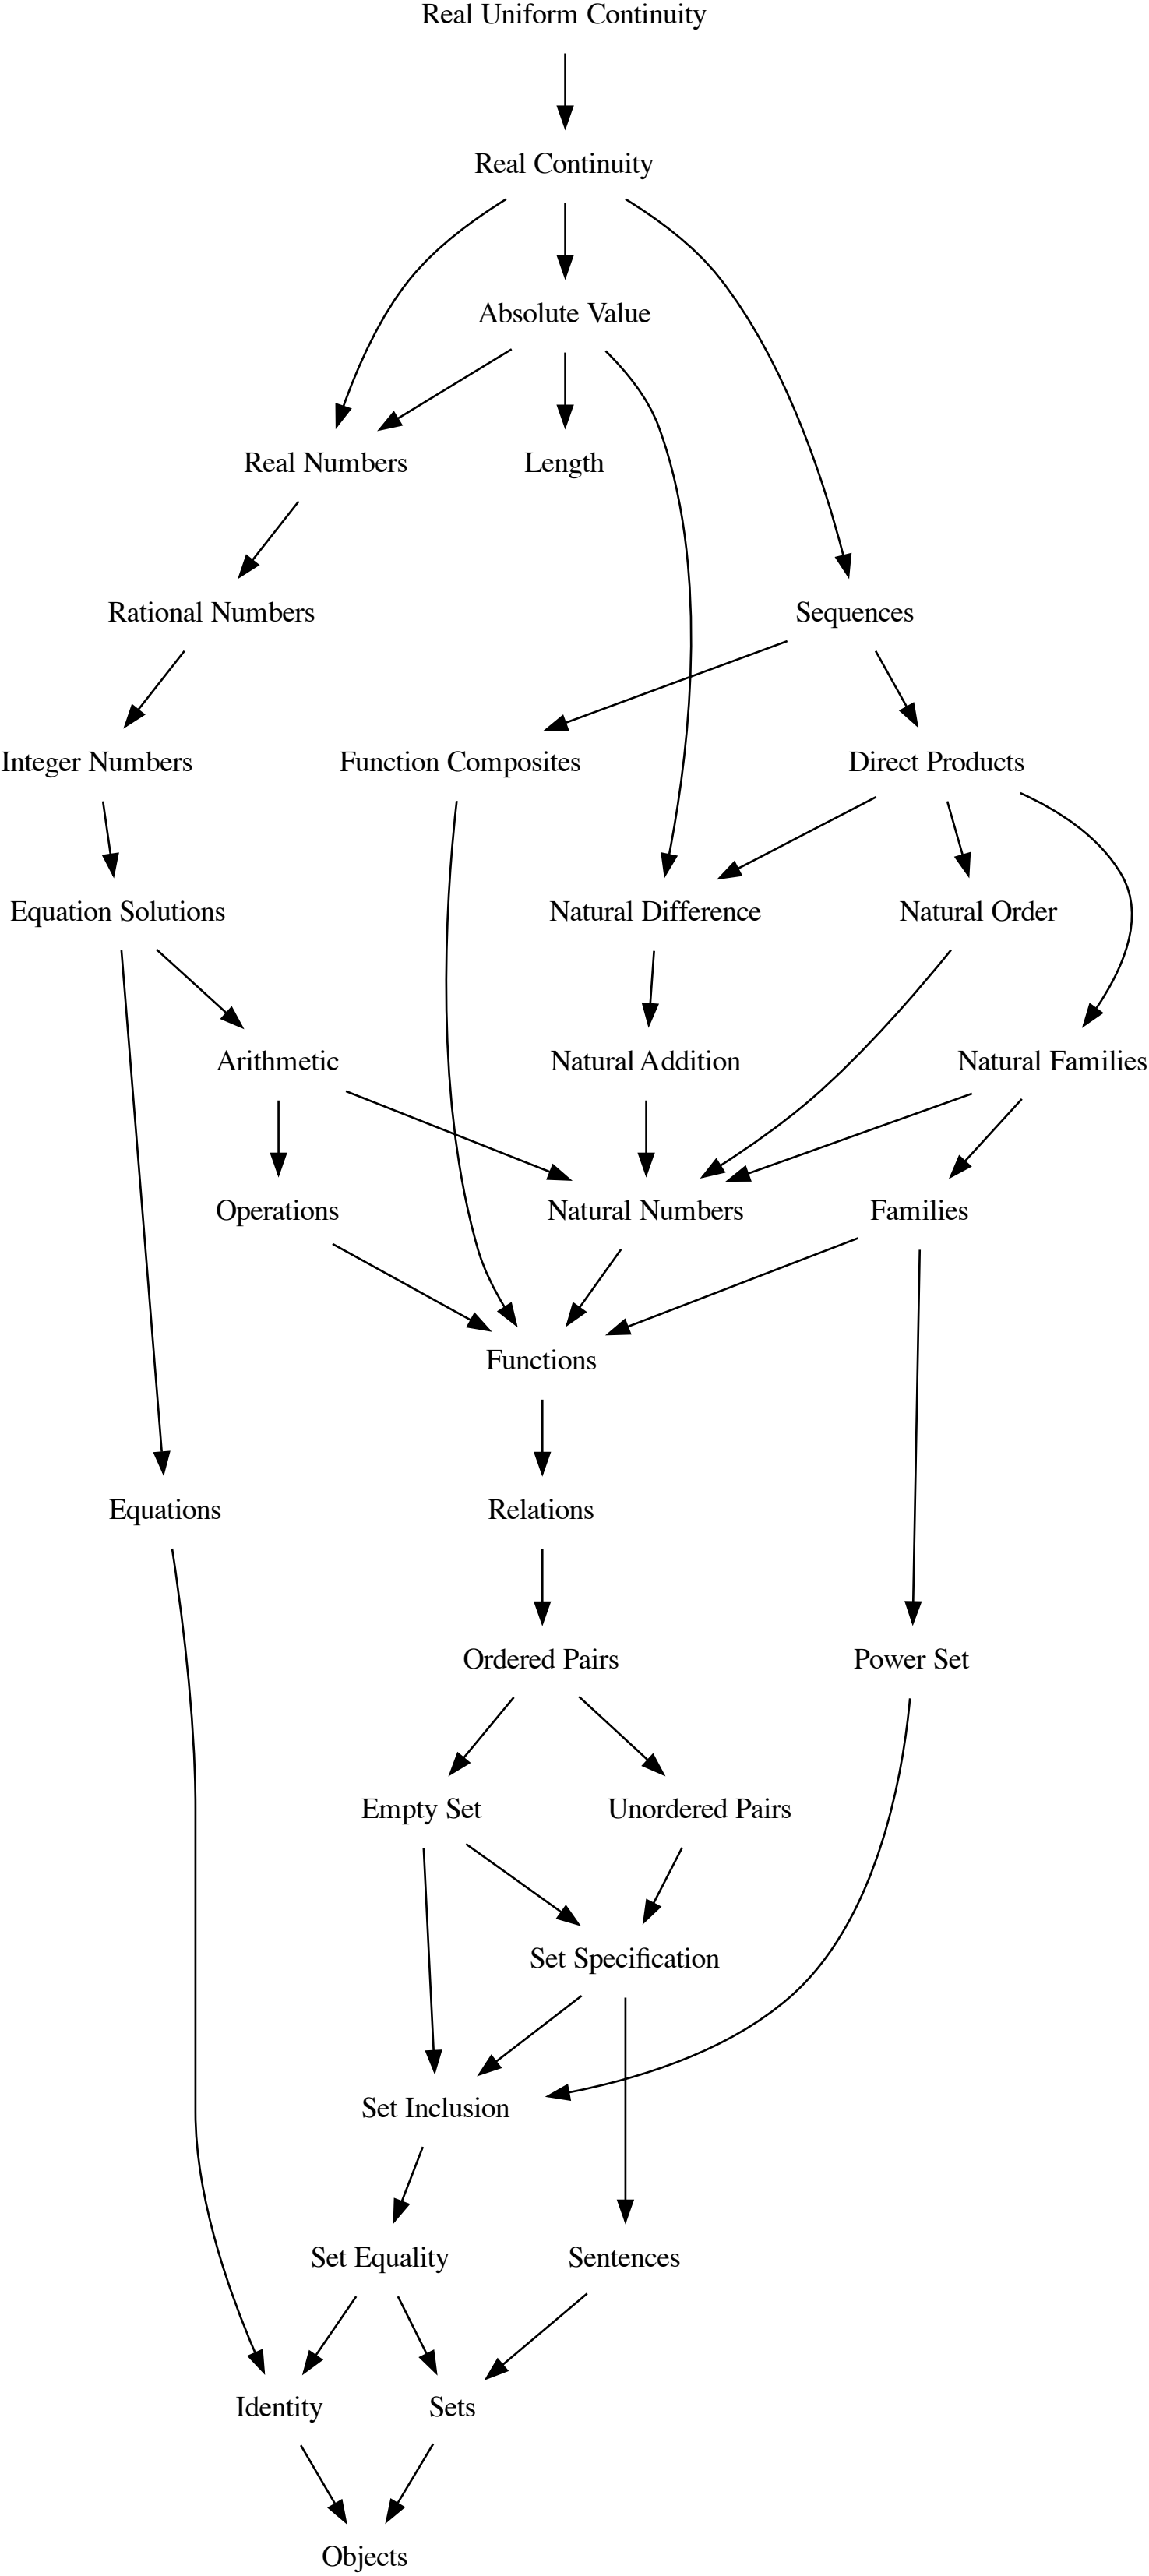 Real Uniform Continuity
Real Continuity
Absolute Value
Real Numbers
Length
Rational Numbers
Sequences
Integer Numbers
Function Composites
Direct Products
Equation Solutions
Natural Difference
Natural Order
Arithmetic
Natural Addition
Natural Families
Operations
Natural Numbers
Families
Functions
Equations
Relations
Ordered Pairs
Power Set
Empty Set
Unordered Pairs
Set Specification
Set Inclusion
Set Equality
Sentences
Identity
Sets
Objects